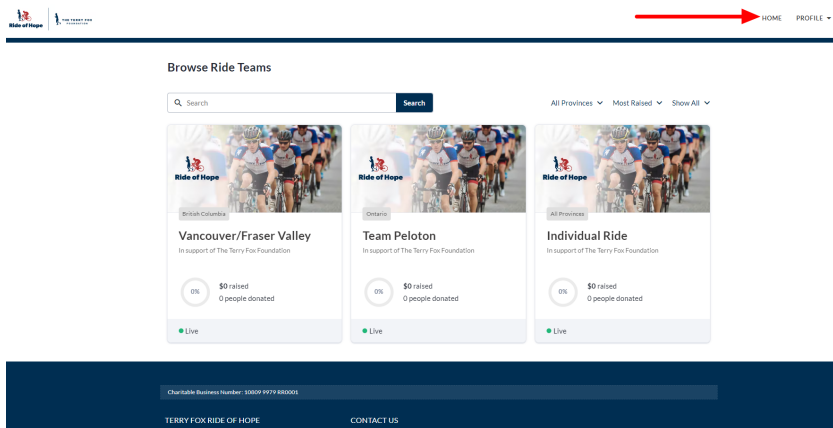 Ride of Hope
THE TERRY FOX
FOUNDATION
HOME PROFILE
Browse Ride Teams
Search Search All Provinces Most Raised Show All
Ride of Hope Ride of Hope Ride of Hope
British Columbia Ontario All Provinces
Vancouver/Fraser Valley Team Peloton Individual Ride
In support of The Terry Fox Foundation In support of The Terry Fox Foundation In support of The Terry Fox Foundation
0% $0 raised 0% $0 raised 0% $0 raised
0 people donated 0 people donated 0 people donated
Live Live Live
Charitable Business Number: 10809 9979 RR0001
TERRY FOX RIDE OF HOPE CONTACT US